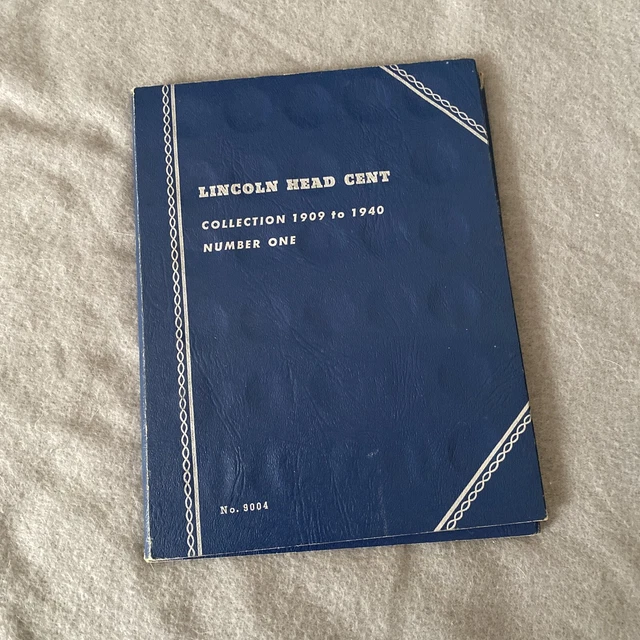 LINCOLN HEAD CENT
COLLECTION 1909 to 1940
NUMBER ONE
No. 9004